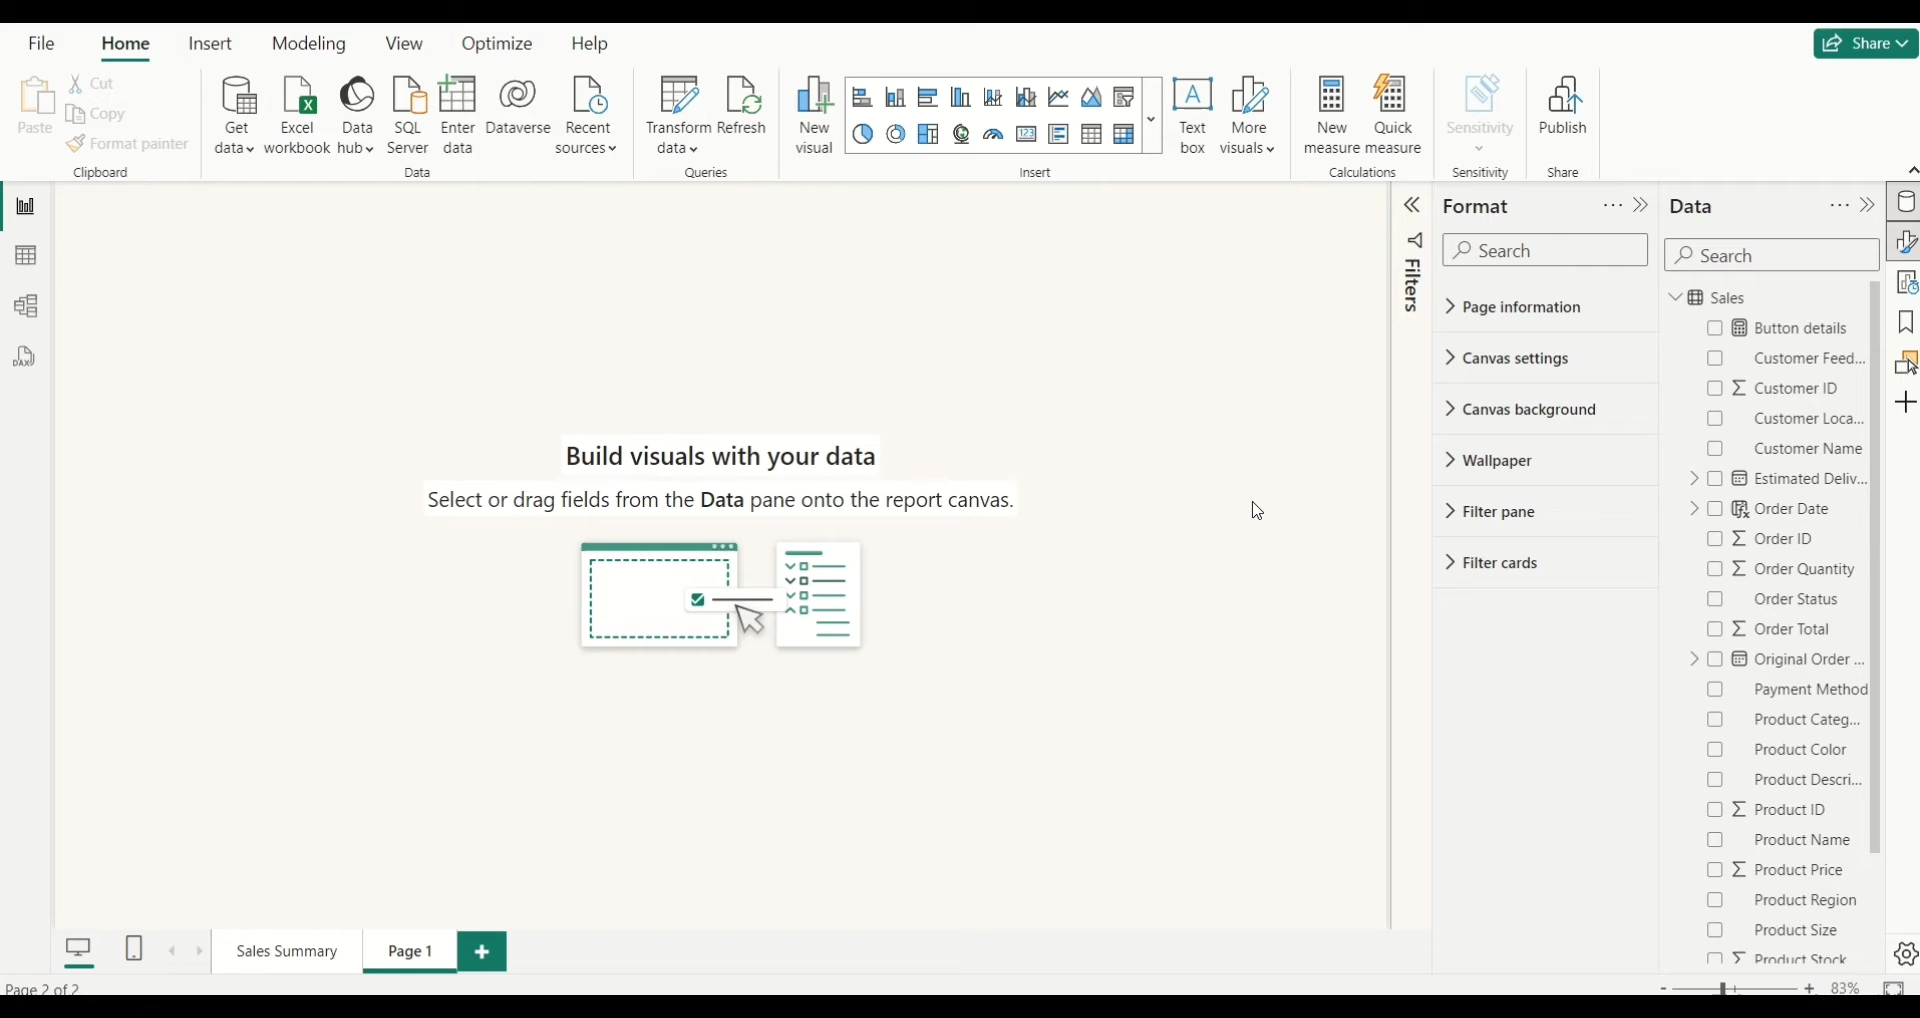 File Home Insert Modeling View Optimize Help Share
Paste
Cut
Copy
Format painter
Clipboard
Get
data
Excel
workbook
Data
hub
SQL
Server
Enter
data
Dataverse
Recent
sources
Data
Transform
data
Refresh
Queries
New
visual
Text
box
More
visuals
Insert
New
measure
Quick
measure
Calculations
Sensitivity
Sensitivity
Publish
Share
Build visuals with your data
Select or drag fields from the Data pane onto the report canvas.
Filters
Format
Search
Page information
Canvas settings
Canvas background
Wallpaper
Filter pane
Filter cards
Data
Search
Sales
Button details
Customer Feed...
Customer ID
Customer Loca...
Customer Name
Estimated Deliv...
Order Date
Order ID
Order Quantity
Order Status
Order Total
Original Order ...
Payment Method
Product Categ...
Product Color
Product Descri...
Product ID
Product Name
Product Price
Product Region
Product Size
Product Stock
Sales Summary
Page 1
Page 2 of 2
83%